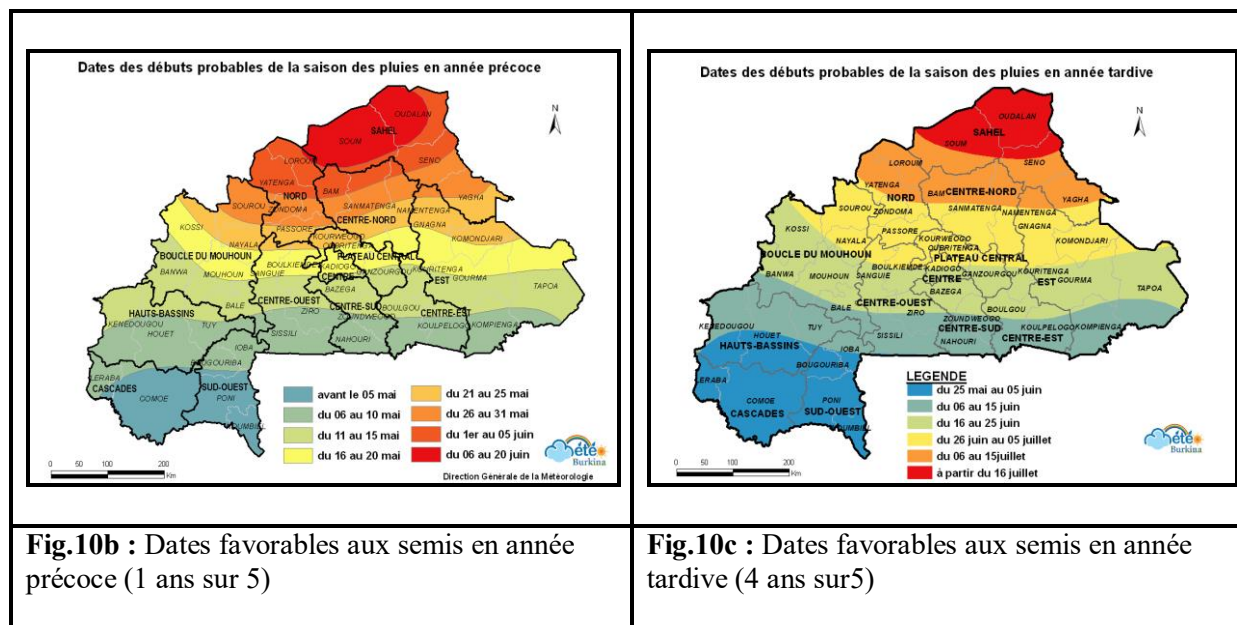 Dates des débuts probables de la saison des pluies en année précoce
N
OUDALAN
SAHEL
SOUM
LOROUM
SENO
YATENGA
NORD
BAM
YAGHA
SOUROU
ZONDOMA
SANMATENGA
NAMENTENGA
CENTRE-NORD
GNAGNA
KOSSI
PASSORE
KOURWEOGO
KOMONDJARI
NAYALA
OUBRITENGA
BOUCLE DU MOUHOUN
BOULKIEMDE
PLATEAU CENTRAL
BANWA
MOUHOUN
SANGUIE
KADIOGO
CENTRE
GANZOURGOU
KOURITENGA
EST
GOURMA
TAPOA
BAZEGA
BALE
CENTRE-OUEST
CENTRE-SUD
BOULGOU
ZIRO
CENTRE-EST
HAUTS-BASSINS
KENEDOUGOU
TUY
HOUET
ZOUNDWEOGO
KOULPELOGO
KOMPIENGA
SISSILI
NAHOURI
IOBA
BOUGOURIBA
LERABA
CASCADES
COMOE
SUD-OUEST
PONI
NOUMBIEL
avant le 05 mai
du 06 au 10 mai
du 11 au 15 mai
du 16 au 20 mai
du 21 au 25 mai
du 26 au 31 mai
du 1er au 05 juin
du 06 au 20 juin
0 50 100 200
Km
Météo
Burkina
Direction Générale de la Météorologie
Fig.10b : Dates favorables aux semis en année
précoce (1 ans sur 5)
Dates des débuts probables de la saison des pluies en année tardive
N
OUDALAN
SAHEL
SOUM
LOROUM
SENO
YATENGA
BAM
CENTRE-NORD
NORD
YAGHA
SOUROU
ZONDOMA
SANMATENGA
NAMENTENGA
GNAGNA
KOSSI
PASSORE
KOURWEOGO
KOMONDJARI
NAYALA
OUBRITENGA
BOUCLE DU MOUHOUN
PLATEAU CENTRAL
BANWA
MOUHOUN
SANGUIE
BOULKIEMDE
KADIOGO
GANZOURGOU
KOURITENGA
CENTRE
EST
GOURMA
TAPOA
BAZEGA
BALE
CENTRE-OUEST
BOULGOU
ZIRO
ZOUNDWEOGO
KENEDOUGOU
TUY
HOUET
SISSILI
CENTRE-SUD
KOULPELOGO
KOMPIENGA
HAUTS-BASSINS
NAHOURI
CENTRE-EST
IOBA
BOUGOURIBA
LERABA
COMOE
PONI
CASCADES
SUD-OUEST
NOUMBIEL
LEGENDE
du 25 mai au 05 juin
du 06 au 15 juin
du 16 au 25 juin
du 26 juin au 05 juillet
du 06 au 15juillet
à partir du 16 juillet
0 50 100 200
Km
Météo
Burkina
Fig.10c : Dates favorables aux semis en année
tardive (4 ans sur5)